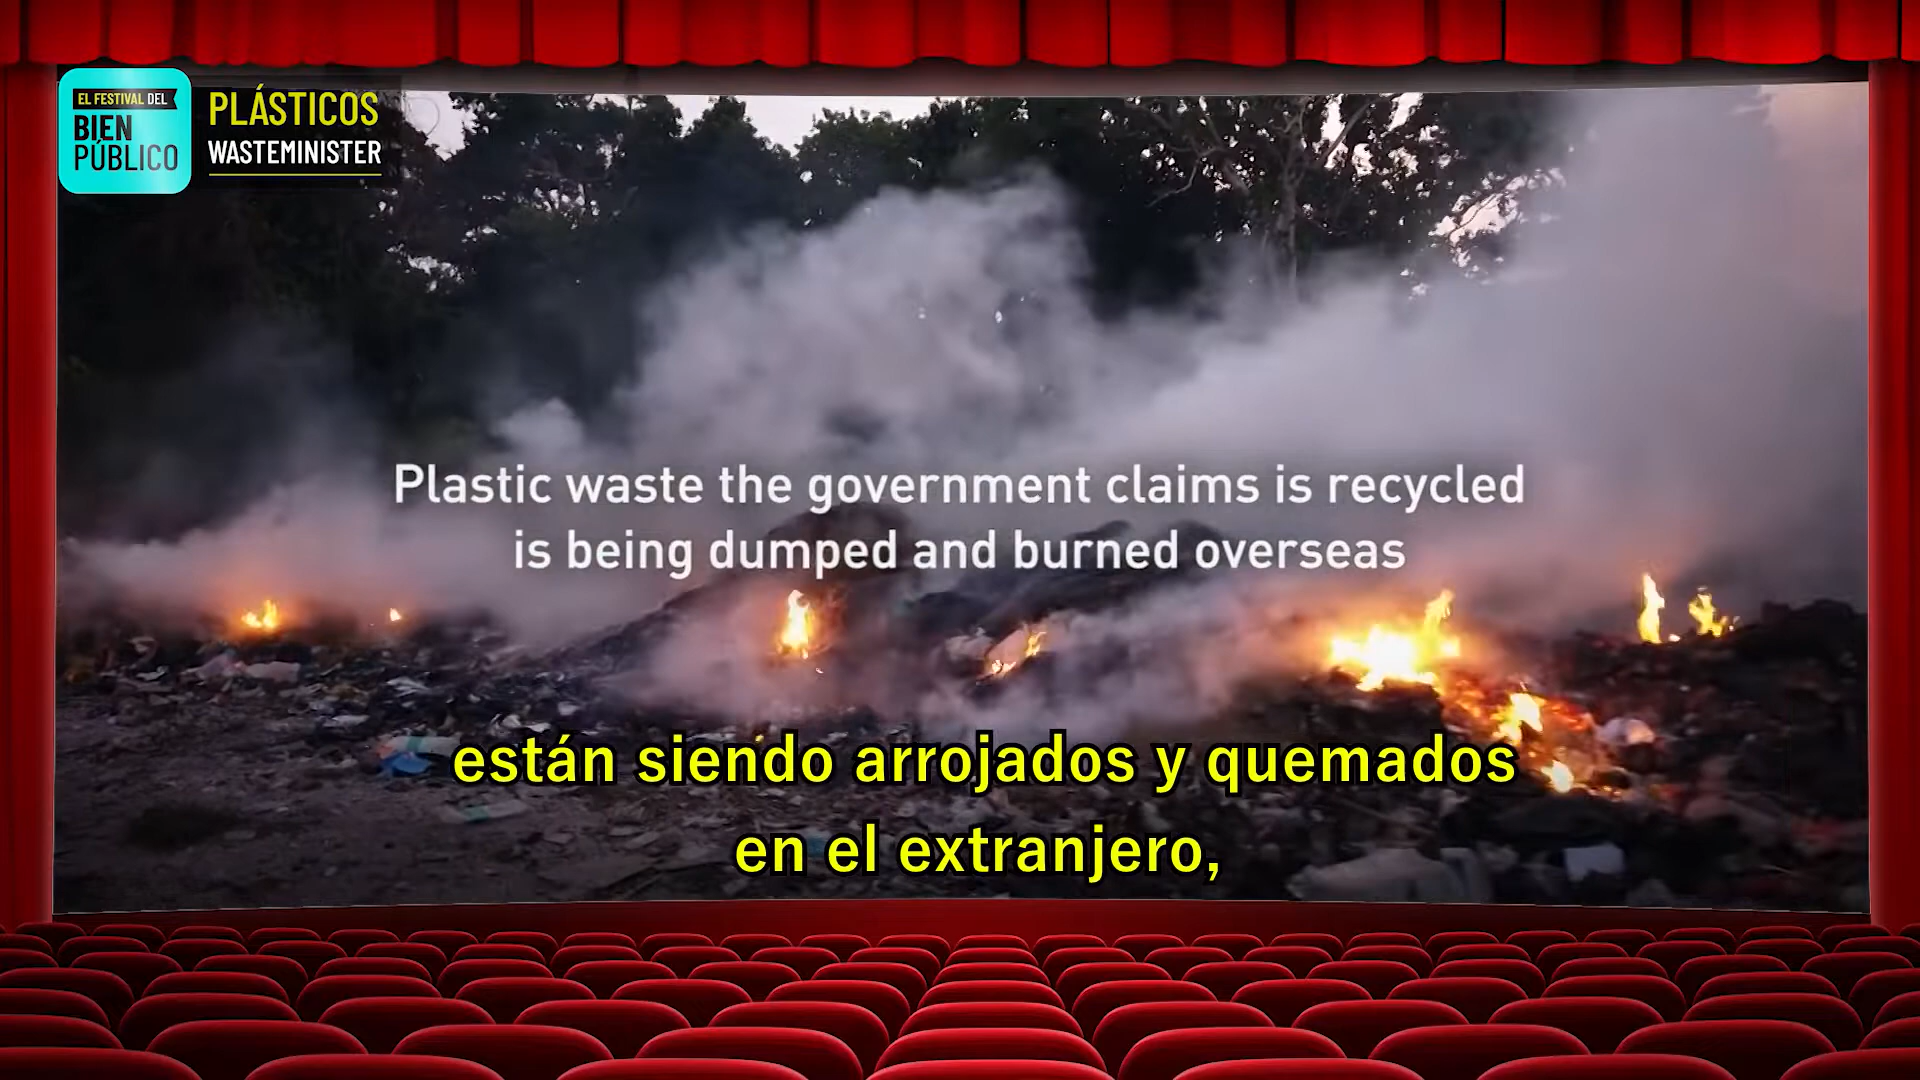 EL FESTIVAL DEL
BIEN
PÚBLICO
PLÁSTICOS
WASTEMINISTER
Plastic waste the government claims is recycled
is being dumped and burned overseas
están siendo arrojados y quemados
en el extranjero,